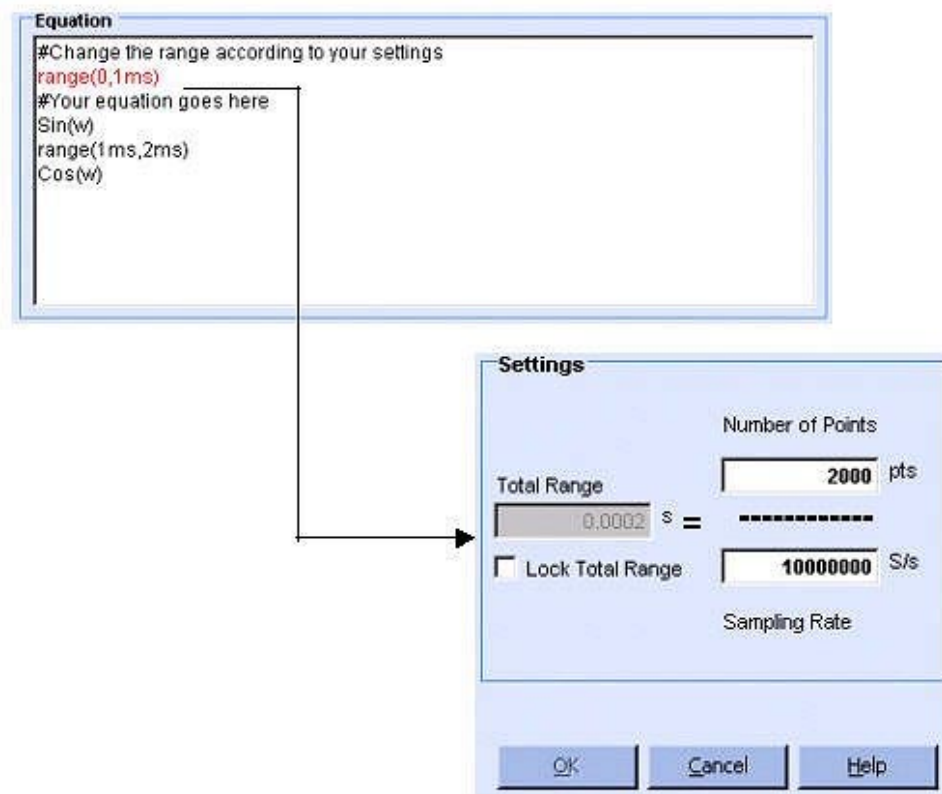 Equation
#Change the range according to your settings
range(0,1ms)
#Your equation goes here
Sin(w)
range(1ms,2ms)
Cos(w)
Settings
Number of Points
2000 pts
Total Range
0.0002 s =
------------
Lock Total Range
10000000 S/s
Sampling Rate
OK Cancel Help